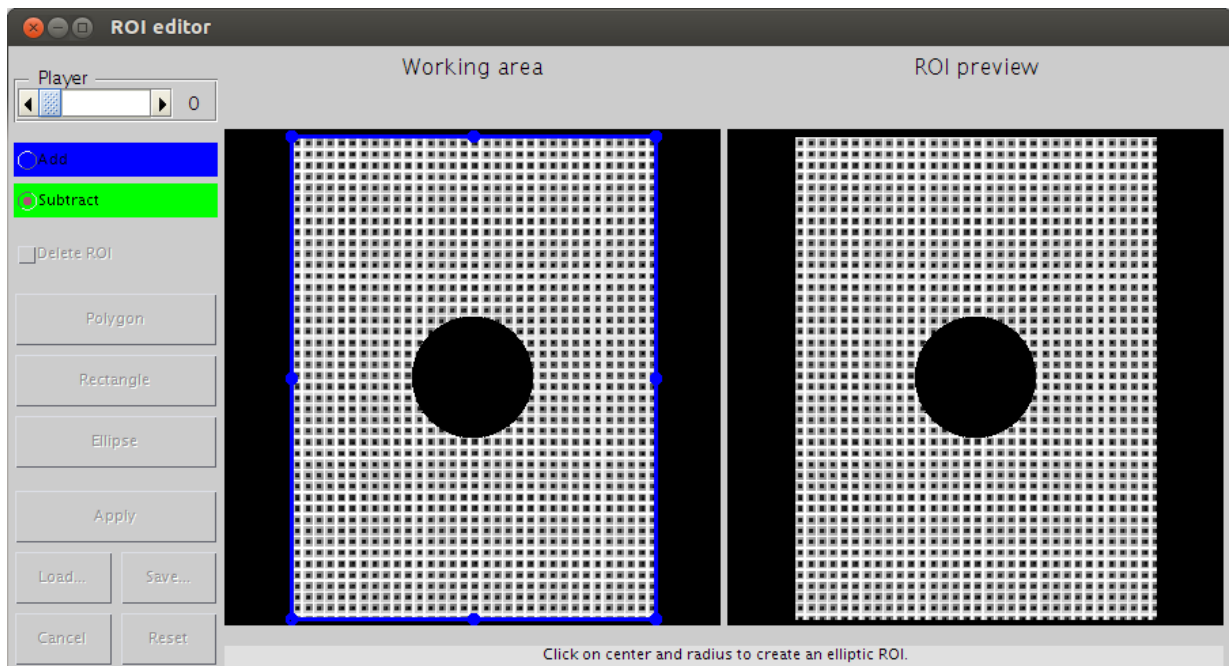 ROI editor
Working area
ROI preview
Player
0
Add
Subtract
Delete ROI
Polygon
Rectangle
Ellipse
Apply
Load... Save...
Cancel Reset
Click on center and radius to create an elliptic ROI.